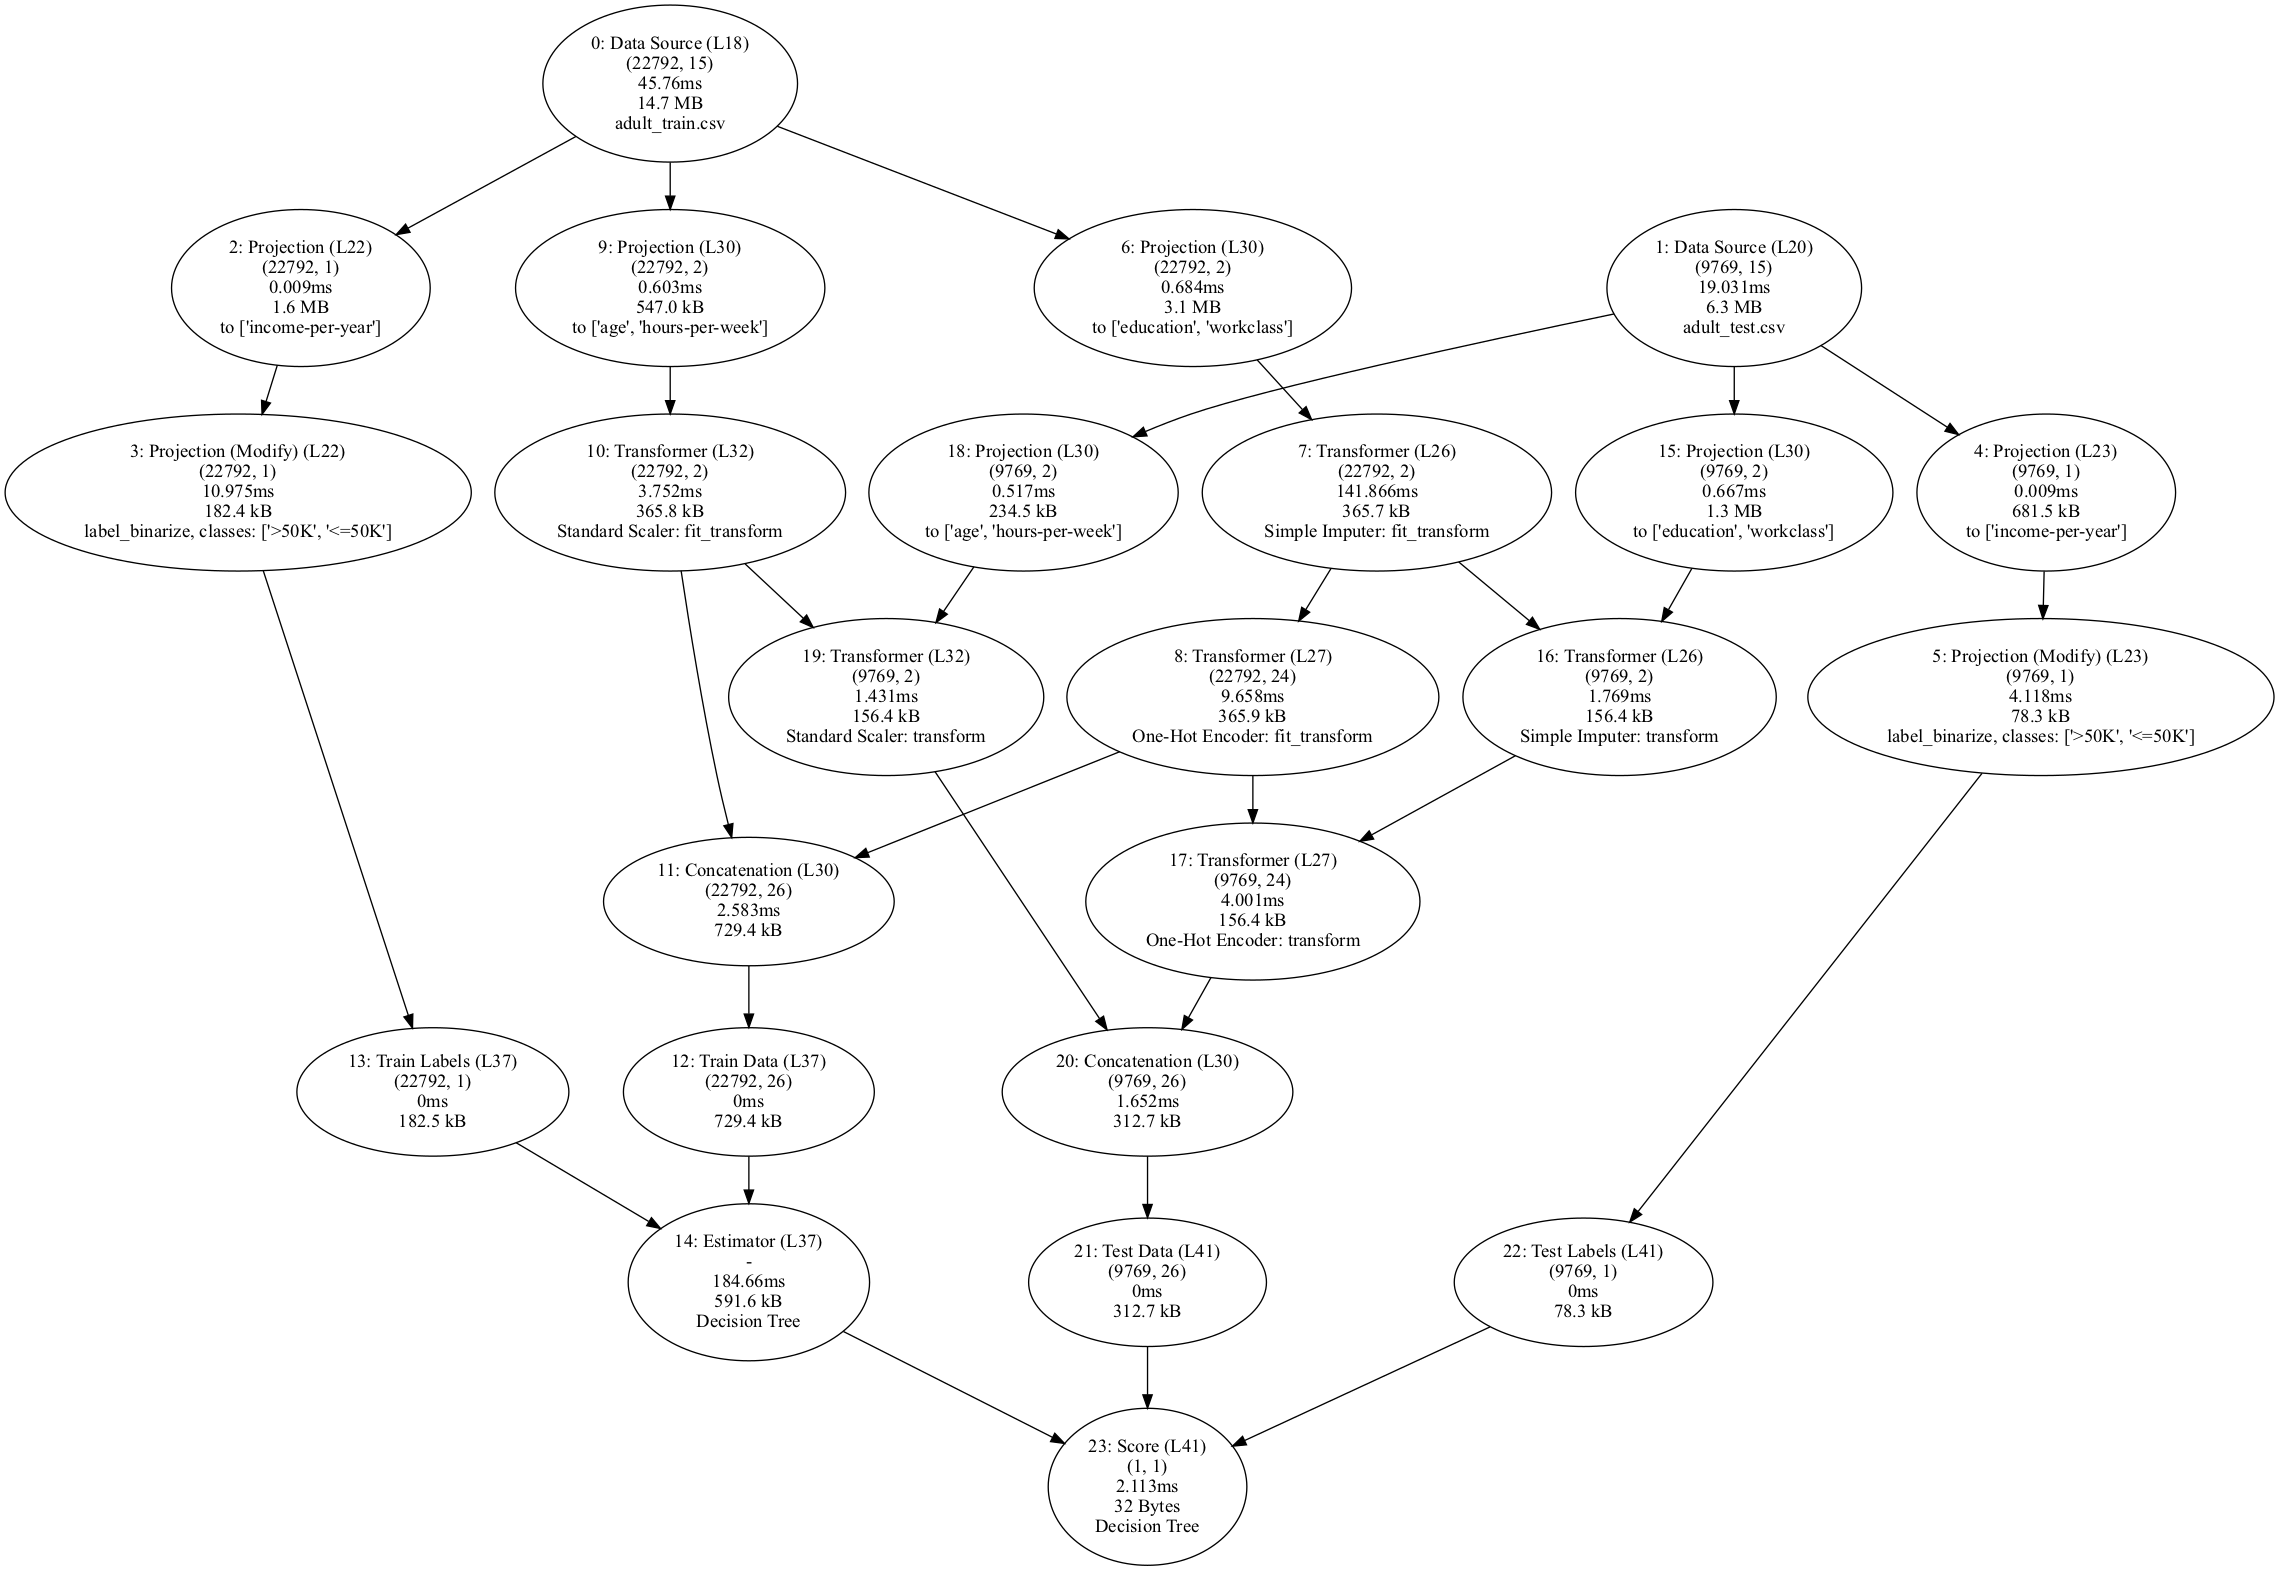 0: Data Source (L18)
(22792, 15)
45.76ms
14.7 MB
adult_train.csv
2: Projection (L22)
(22792, 1)
0.009ms
1.6 MB
to ['income-per-year']
9: Projection (L30)
(22792, 2)
0.603ms
547.0 kB
to ['age', 'hours-per-week']
6: Projection (L30)
(22792, 2)
0.684ms
3.1 MB
to ['education', 'workclass']
1: Data Source (L20)
(9769, 15)
19.031ms
6.3 MB
adult_test.csv
3: Projection (Modify) (L22)
(22792, 1)
10.975ms
182.4 kB
label_binarize, classes: ['>50K', '<=50K']
10: Transformer (L32)
(22792, 2)
3.752ms
365.8 kB
Standard Scaler: fit_transform
18: Projection (L30)
(9769, 2)
0.517ms
234.5 kB
to ['age', 'hours-per-week']
7: Transformer (L26)
(22792, 2)
141.866ms
365.7 kB
Simple Imputer: fit_transform
15: Projection (L30)
(9769, 2)
0.667ms
1.3 MB
to ['education', 'workclass']
4: Projection (L23)
(9769, 1)
0.009ms
681.5 kB
to ['income-per-year']
19: Transformer (L32)
(9769, 2)
1.431ms
156.4 kB
Standard Scaler: transform
8: Transformer (L27)
(22792, 24)
9.658ms
365.9 kB
One-Hot Encoder: fit_transform
16: Transformer (L26)
(9769, 2)
1.769ms
156.4 kB
Simple Imputer: transform
5: Projection (Modify) (L23)
(9769, 1)
4.118ms
78.3 kB
label_binarize, classes: ['>50K', '<=50K']
11: Concatenation (L30)
(22792, 26)
2.583ms
729.4 kB
17: Transformer (L27)
(9769, 24)
4.001ms
156.4 kB
One-Hot Encoder: transform
13: Train Labels (L37)
(22792, 1)
0ms
182.5 kB
12: Train Data (L37)
(22792, 26)
0ms
729.4 kB
20: Concatenation (L30)
(9769, 26)
1.652ms
312.7 kB
14: Estimator (L37)
-
184.66ms
591.6 kB
Decision Tree
21: Test Data (L41)
(9769, 26)
0ms
312.7 kB
22: Test Labels (L41)
(9769, 1)
0ms
78.3 kB
23: Score (L41)
(1, 1)
2.113ms
32 Bytes
Decision Tree